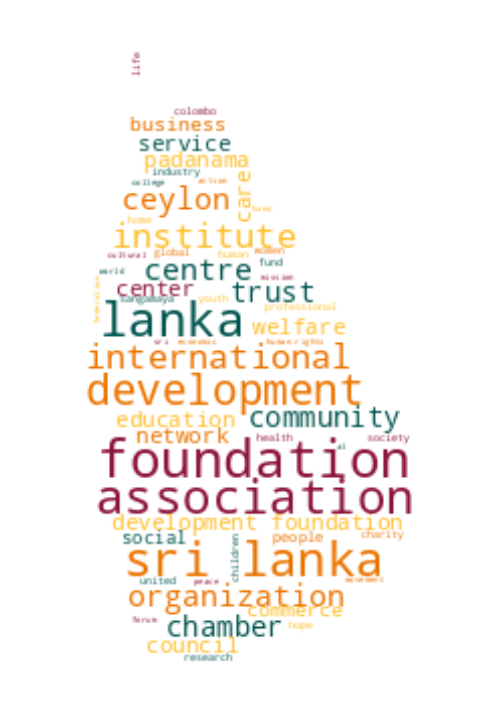 life
colombo
business
service
padanama
industry
college action
care
ceylon
hand
home
institute
cultural global human women
world centre fund
mission
center trust
sangamaya youth
federation professional
lanka welfare
sri economic human rights
international
development
education community
network health society
al
foundation
association
development foundation
social people charity
children
sri lanka
united peace movement
organization
commerce
forum chamber hope
council
research